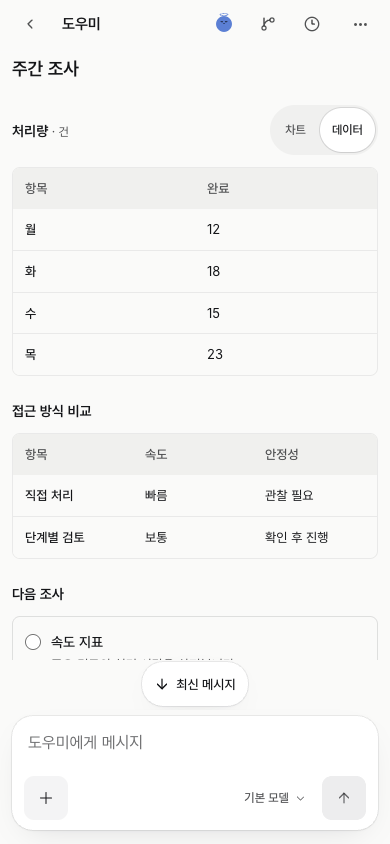 도우미
주간 조사
처리량 · 건
차트 데이터
항목 완료
월 12
화 18
수 15
목 23
접근 방식 비교
항목 속도 안정성
직접 처리 빠름 관찰 필요
단계별 검토 보통 확인 후 진행
다음 조사
속도 지표
최신 메시지
도우미에게 메시지
기본 모델